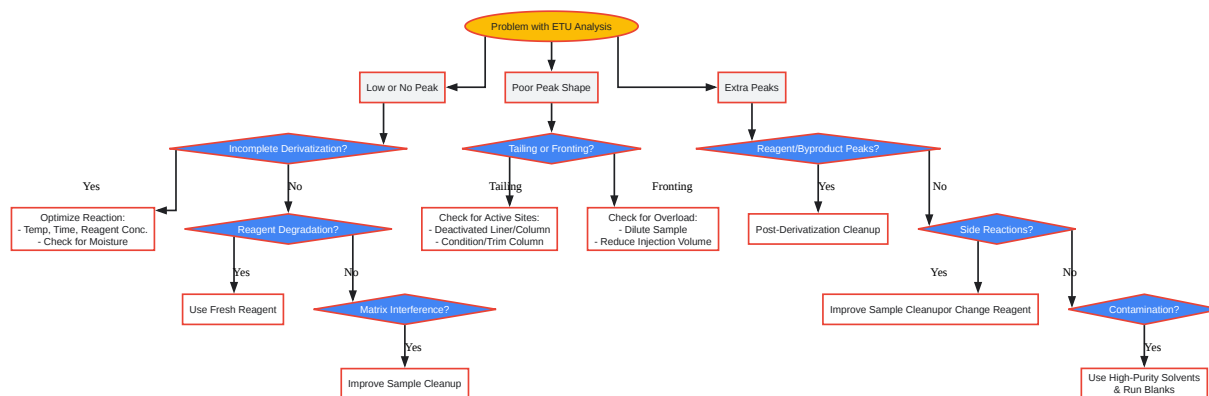 Problem with ETU Analysis
Low or No Peak
Poor Peak Shape
Extra Peaks
Incomplete Derivatization?
Tailing or Fronting?
Reagent/Byproduct Peaks?
Yes
No
Tailing
Fronting
Yes
No
Optimize Reaction:
- Temp, Time, Reagent Conc.
- Check for Moisture
Reagent Degradation?
Check for Active Sites:
- Deactivated Liner/Column
- Condition/Trim Column
Check for Overload:
- Dilute Sample
- Reduce Injection Volume
Post-Derivatization Cleanup
Side Reactions?
Yes
No
Yes
No
Use Fresh Reagent
Matrix Interference?
Improve Sample Cleanupor Change Reagent
Contamination?
Yes
Yes
Improve Sample Cleanup
Use High-Purity Solvents
& Run Blanks